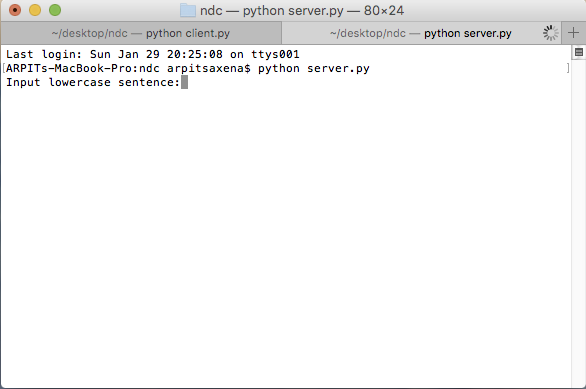 ndc — python server.py — 80×24
~/desktop/ndc — python client.py
~/desktop/ndc — python server.py
+
Last login: Sun Jan 29 20:25:08 on ttys001
[ARPITs-MacBook-Pro:ndc arpitsaxena$ python server.py ]
Input lowercase sentence: